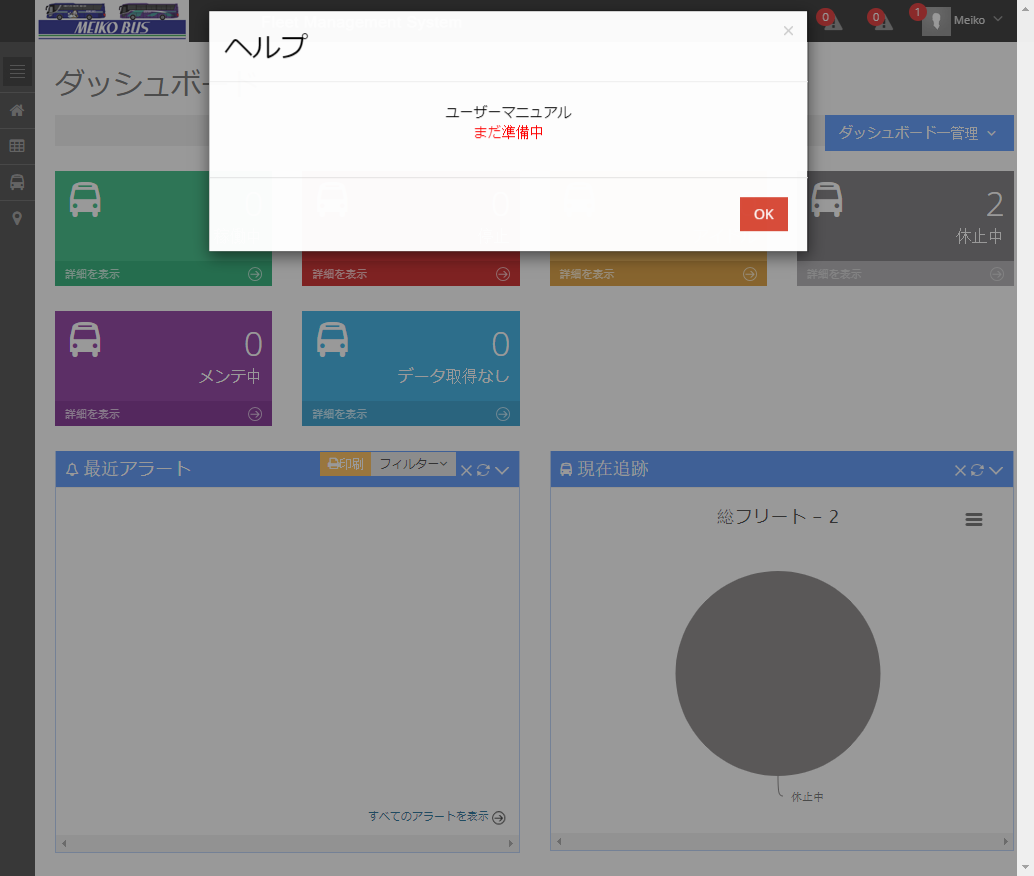 MEIKO BUS
0
0
1
Meiko
ヘルプ
×
ユーザーマニュアル
まだ準備中
OK
ダッシュボード
ダッシュボードー管理
詳細を表示
詳細を表示
詳細を表示
2
休止中
詳細を表示
0
メンテ中
詳細を表示
0
データ取得なし
詳細を表示
最近アラート
印刷
フィルター
すべてのアラートを表示
現在追跡
総フリート – 2
休止中